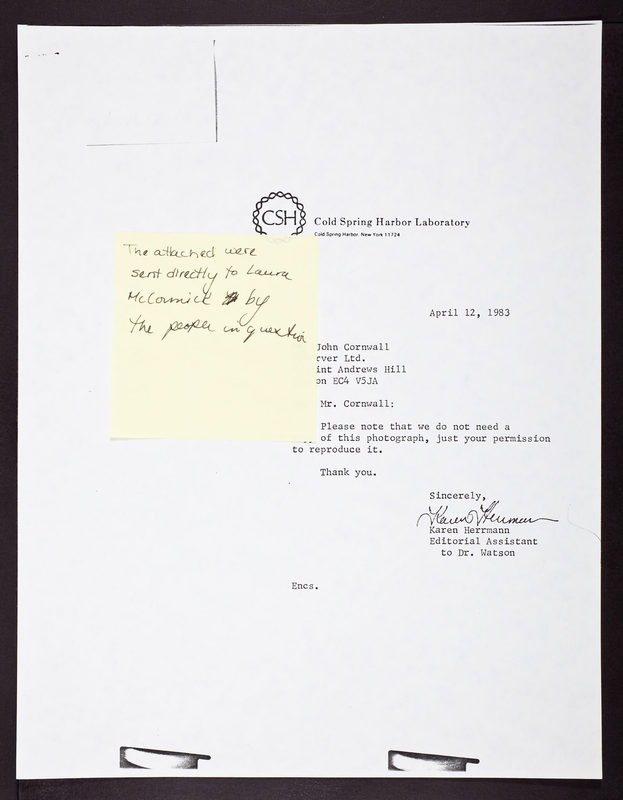 CSH
Cold Spring Harbor Laboratory
Cold Spring Harbor, New York 11724
The attached were
sent directly to Laura
McCormick by
the people in question
April 12, 1983
John Cornwall
rver Ltd.
int Andrews Hill
on EC4 V5JA
Mr. Cornwall:
Please note that we do not need a
of this photograph, just your permission
to reproduce it.
Thank you.
Sincerely,
Karen Herrmann
Karen Herrmann
Editorial Assistant
to Dr. Watson
Encs.